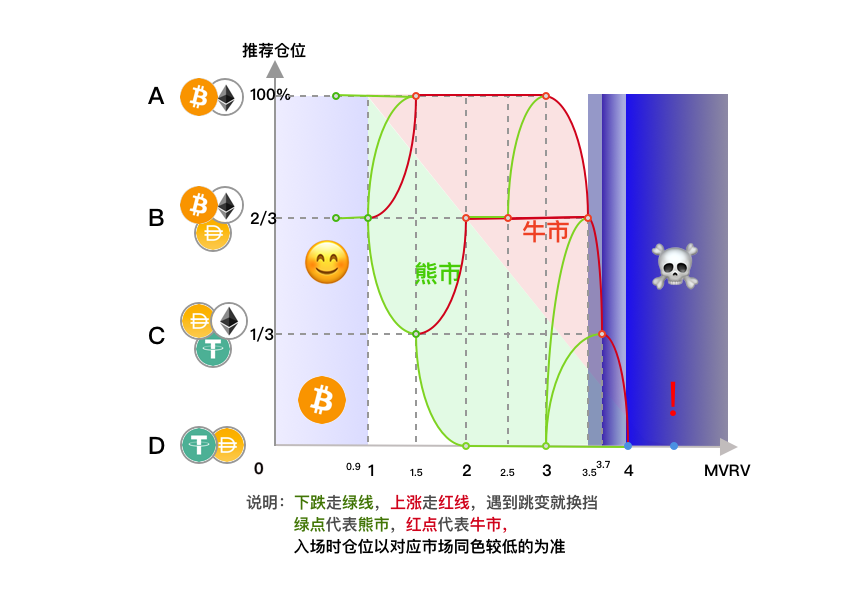 推荐仓位
A
100%
B
2/3
牛市
熊市
C
1/3
!
D
0
0.9
1
1.5
2
2.5
3
3.5
3.7
4
MVRV
说明：下跌走绿线，上涨走红线，遇到跳变就换挡
绿点代表熊市，红点代表牛市，
入场时仓位以对应市场同色较低的为准